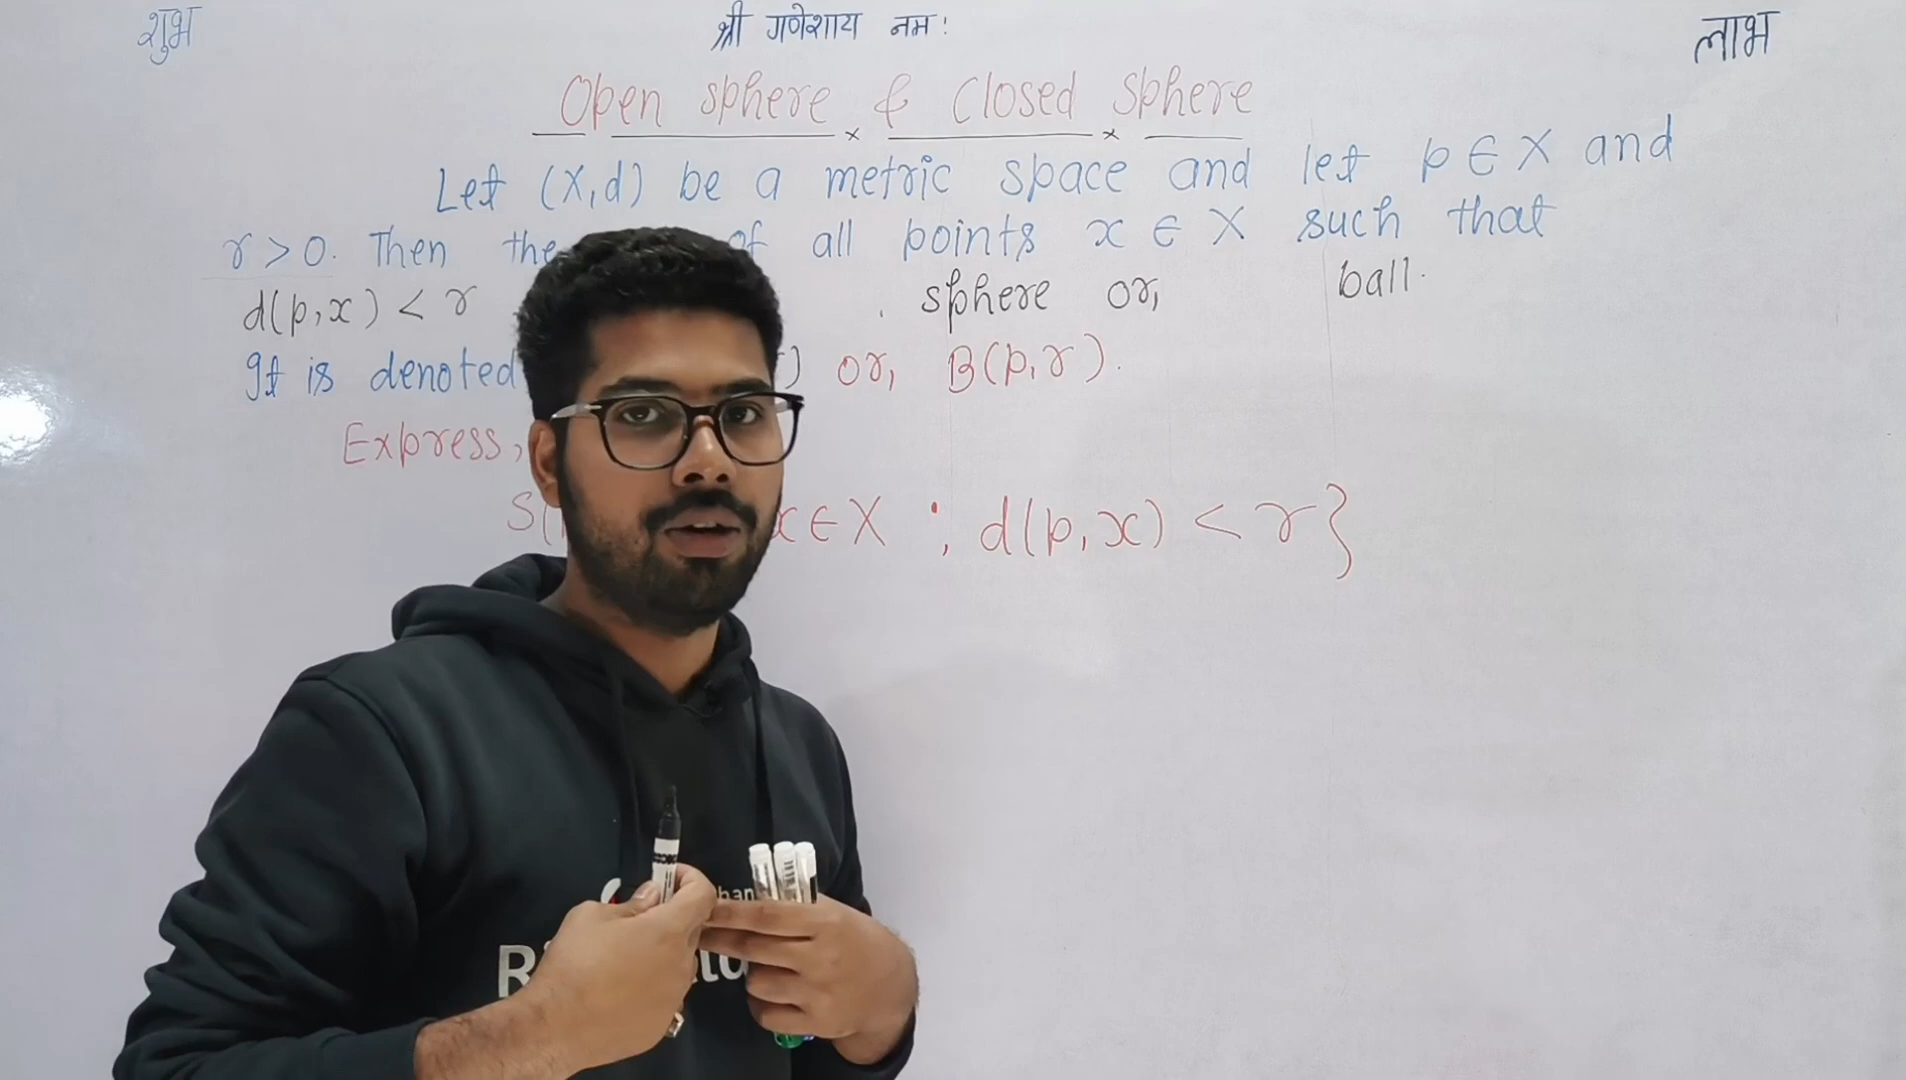 शुभ श्री गणेशाय नमः लाभ
Open sphere & Closed sphere
Let (X,d) be a metric space and let p ∈ X and
r > 0. Then the of all points x ∈ X such that
d(p,x) < r sphere or, ball.
It is denoted ) or, B(p,r).
Express,
S( x ∈ X ; d(p,x) < r}